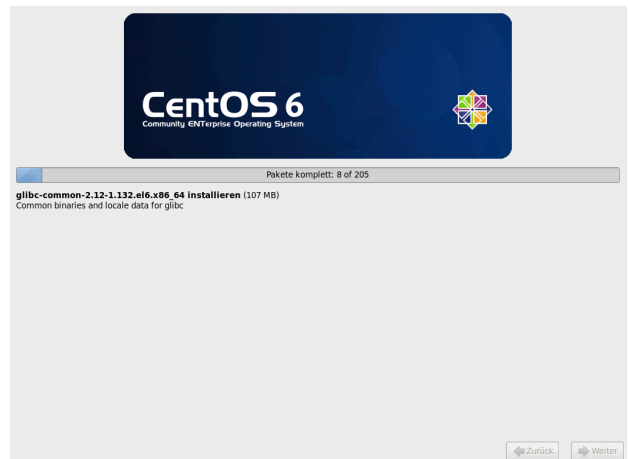 CentOS 6
Community ENTerprise Operating System
Pakete komplett: 8 of 205
glibc-common-2.12-1.132.el6.x86_64 installieren (107 MB)
Common binaries and locale data for glibc
Zurück
Weiter